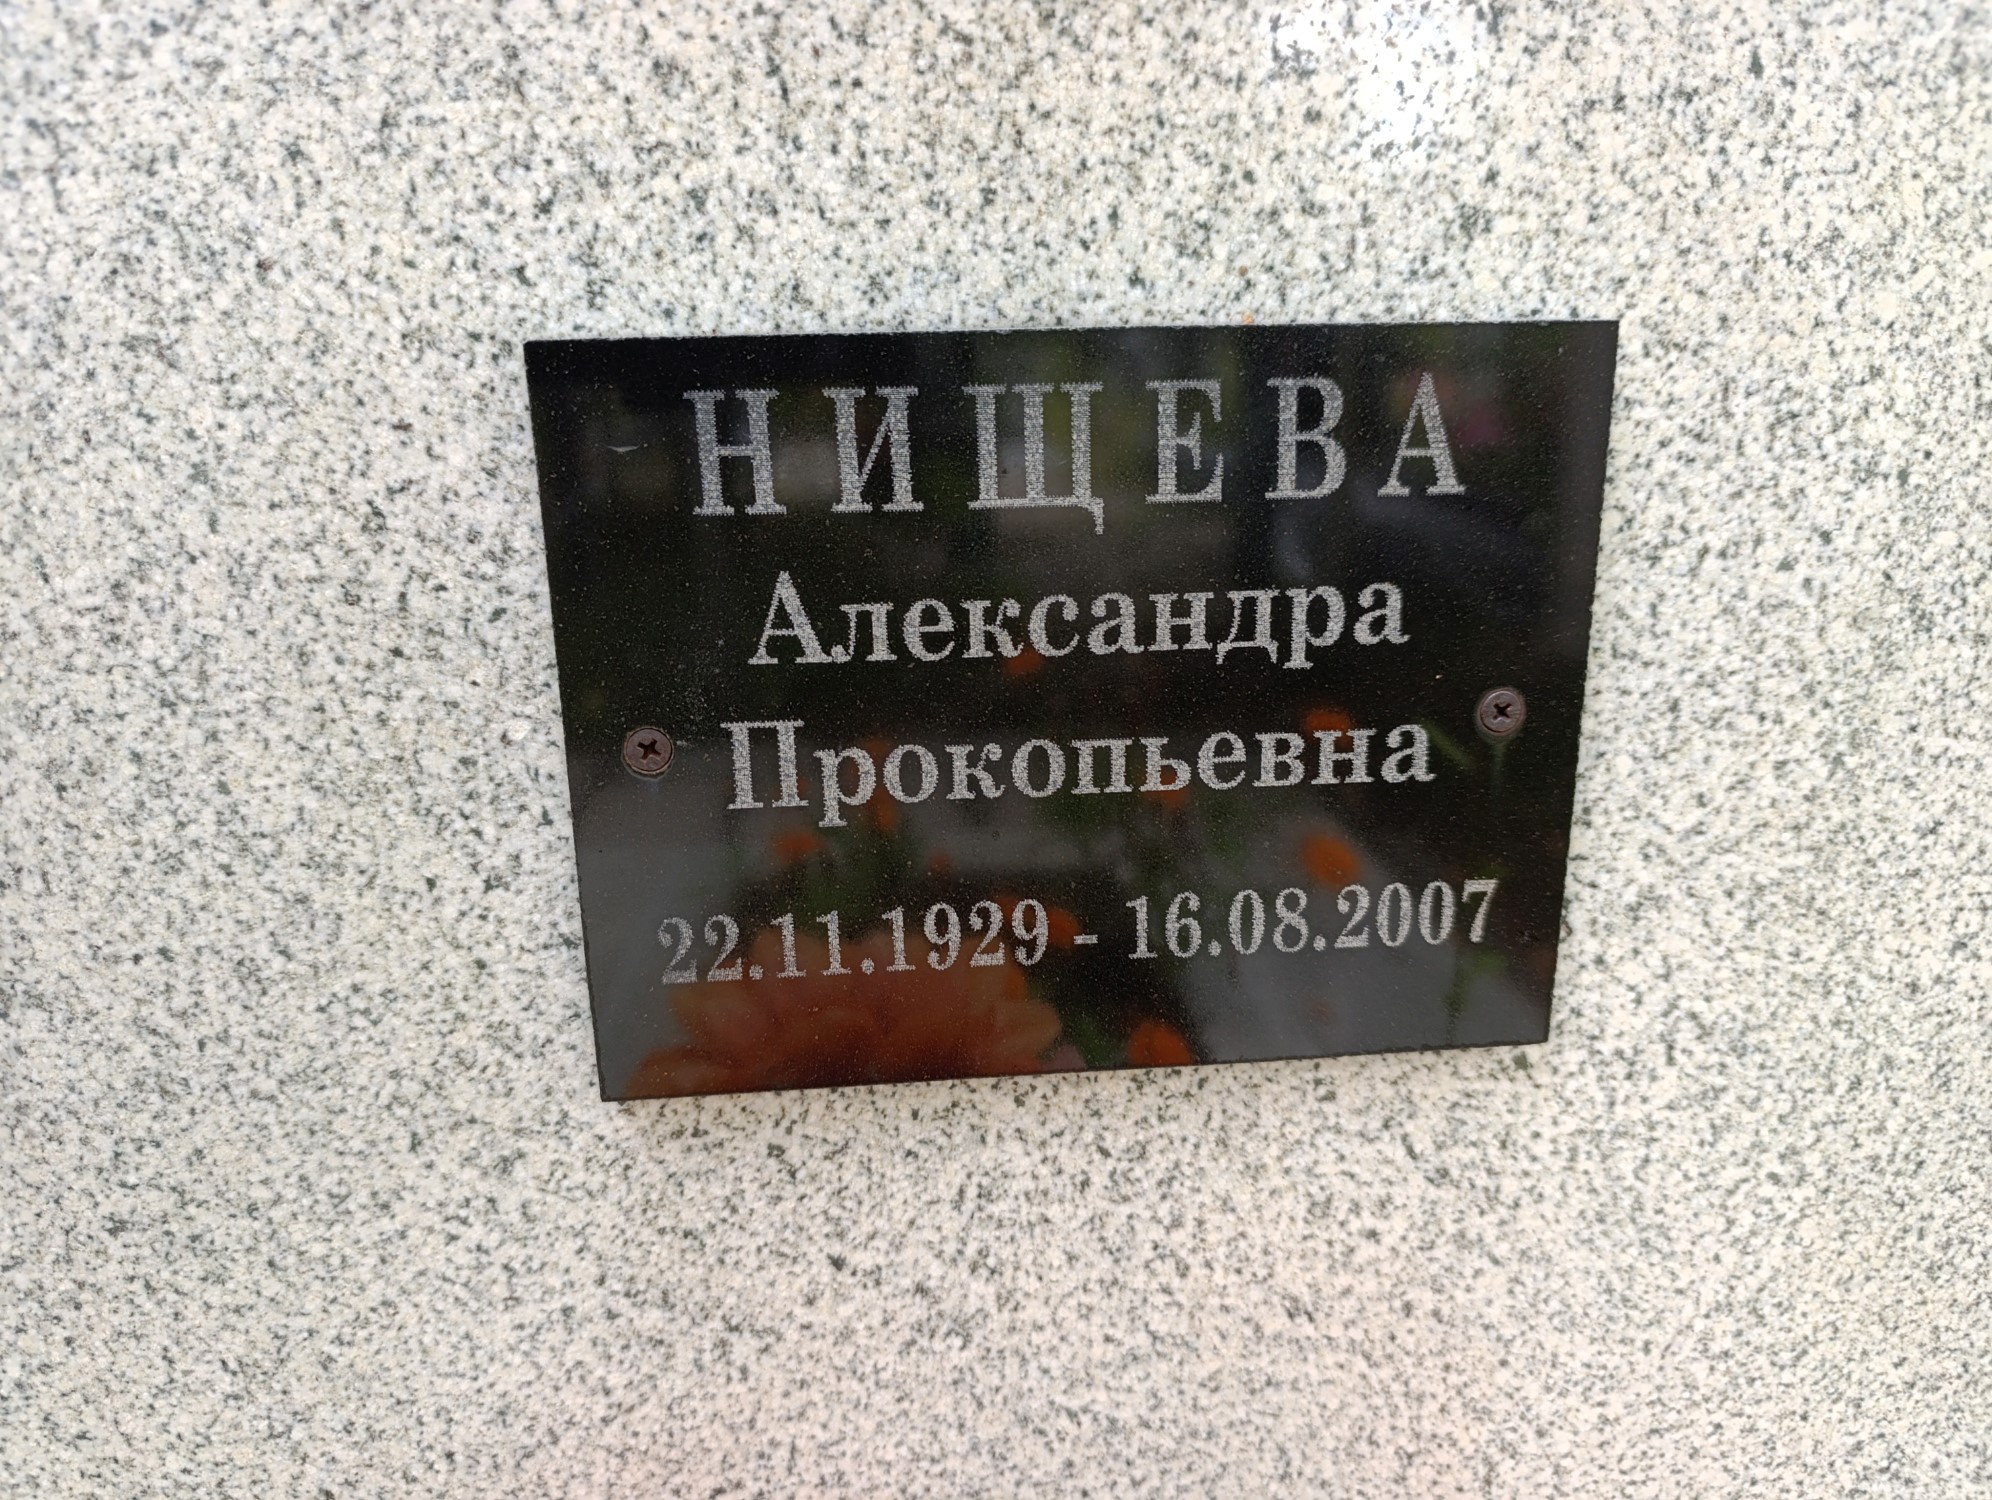 НИЩЕВА
Александра
Прокопьевна
22.11.1929 - 16.08.2007